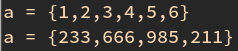 a = {1,2,3,4,5,6}
a = {233,666,985,211}